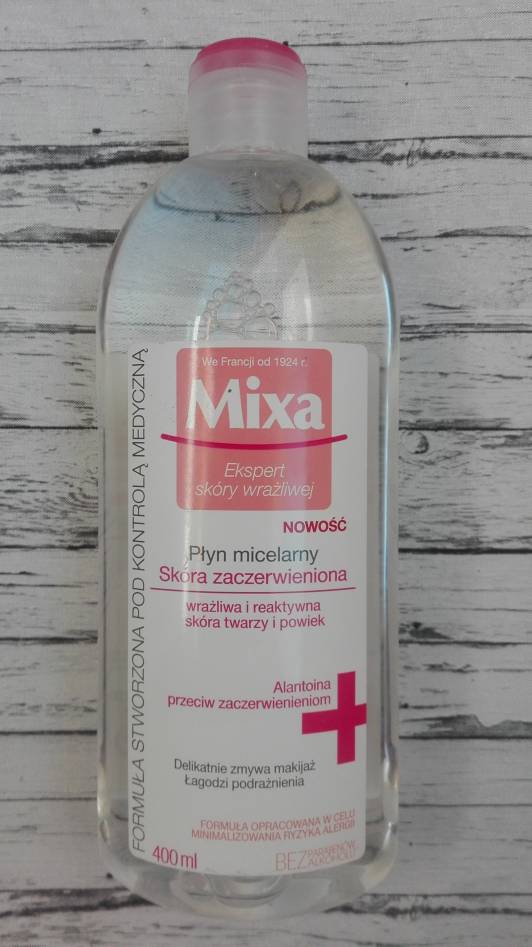 We Francji od 1924 r.
Mixa
Ekspert
skóry wrażliwej
NOWOŚĆ
Płyn micelarny
Skóra zaczerwieniona
wrażliwa i reaktywna
skóra twarzy i powiek
Alantoina
przeciw zaczerwienieniom
Delikatnie zmywa makijaż
Łagodzi podrażnienia
FORMUŁA OPRACOWANA W CELU
MINIMALIZOWANIA RYZYKA ALERGII
400 ml
BEZ PARABENÓW
ALKOHOLU
FORMUŁA STWORZONA POD KONTROLĄ MEDYCZNĄ